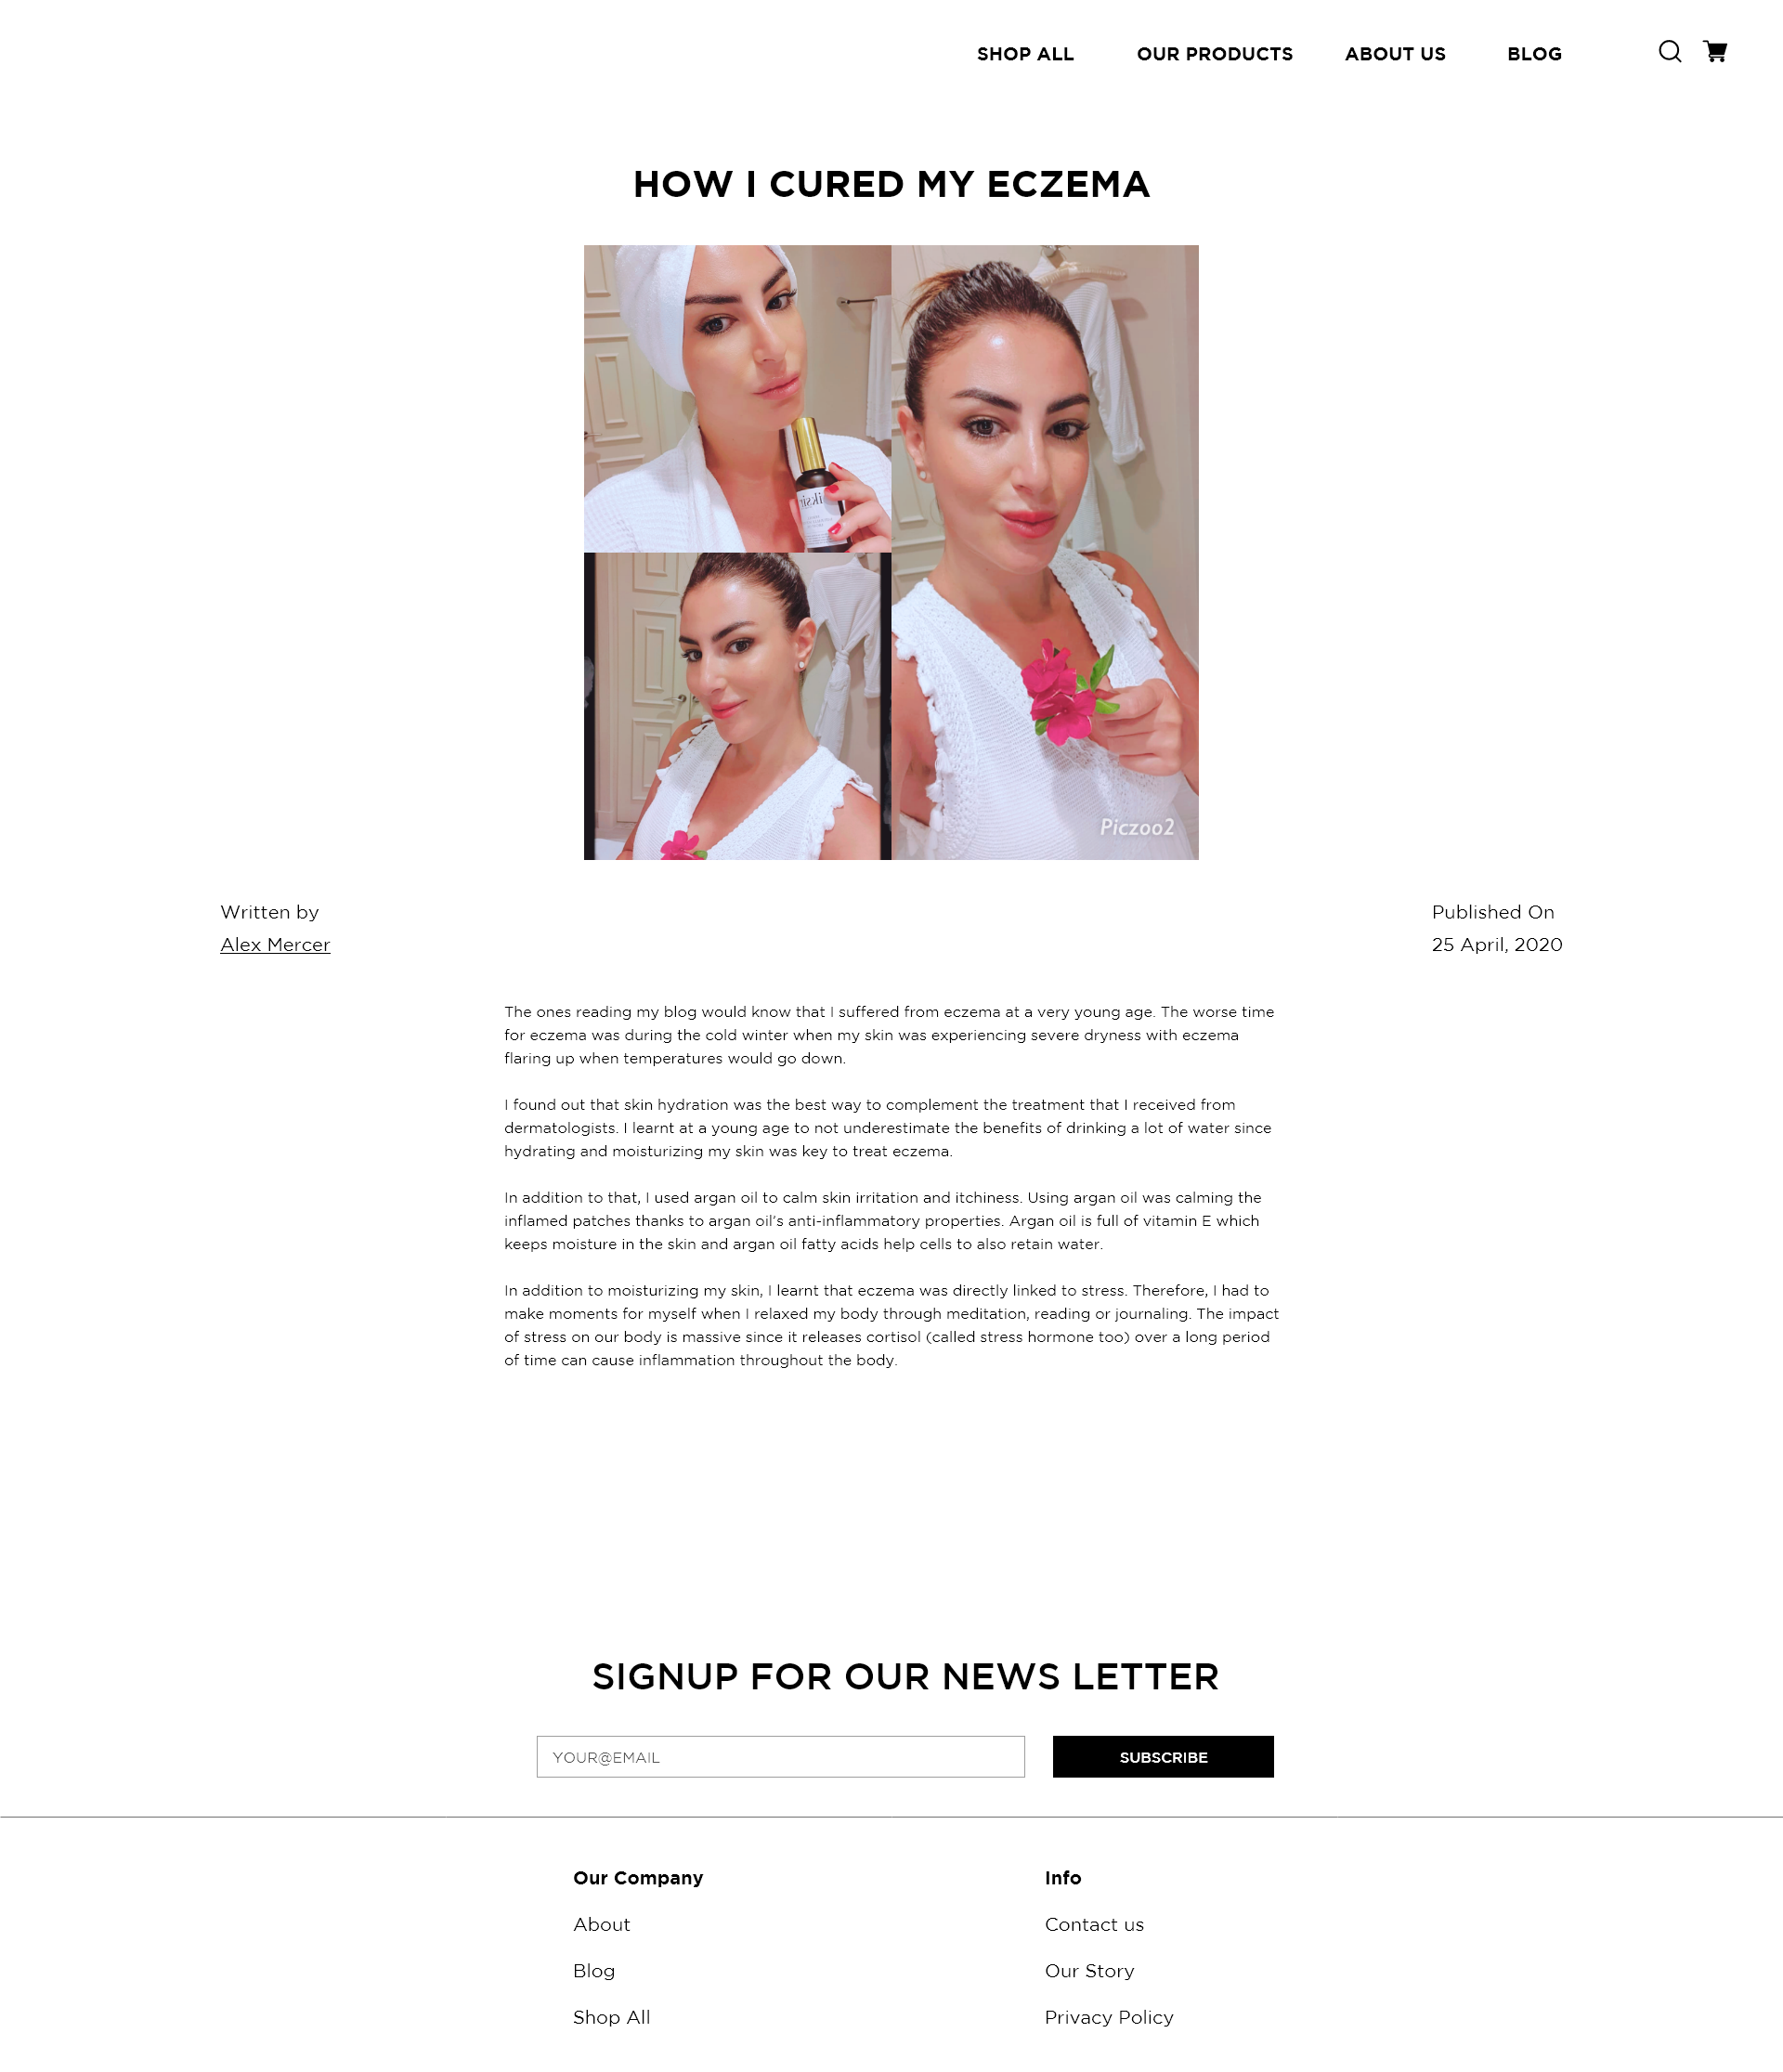 SHOP ALL OUR PRODUCTS ABOUT US BLOG
HOW I CURED MY ECZEMA
Piczoo2
Written by
Alex Mercer
Published On
25 April, 2020
The ones reading my blog would know that I suffered from eczema at a very young age. The worse time
for eczema was during the cold winter when my skin was experiencing severe dryness with eczema
flaring up when temperatures would go down.
I found out that skin hydration was the best way to complement the treatment that I received from
dermatologists. I learnt at a young age to not underestimate the benefits of drinking a lot of water since
hydrating and moisturizing my skin was key to treat eczema.
In addition to that, I used argan oil to calm skin irritation and itchiness. Using argan oil was calming the
inflamed patches thanks to argan oil's anti-inflammatory properties. Argan oil is full of vitamin E which
keeps moisture in the skin and argan oil fatty acids help cells to also retain water.
In addition to moisturizing my skin, I learnt that eczema was directly linked to stress. Therefore, I had to
make moments for myself when I relaxed my body through meditation, reading or journaling. The impact
of stress on our body is massive since it releases cortisol (called stress hormone too) over a long period
of time can cause inflammation throughout the body.
SIGNUP FOR OUR NEWS LETTER
YOUR@EMAIL
SUBSCRIBE
Our Company
About
Blog
Shop All
Info
Contact us
Our Story
Privacy Policy